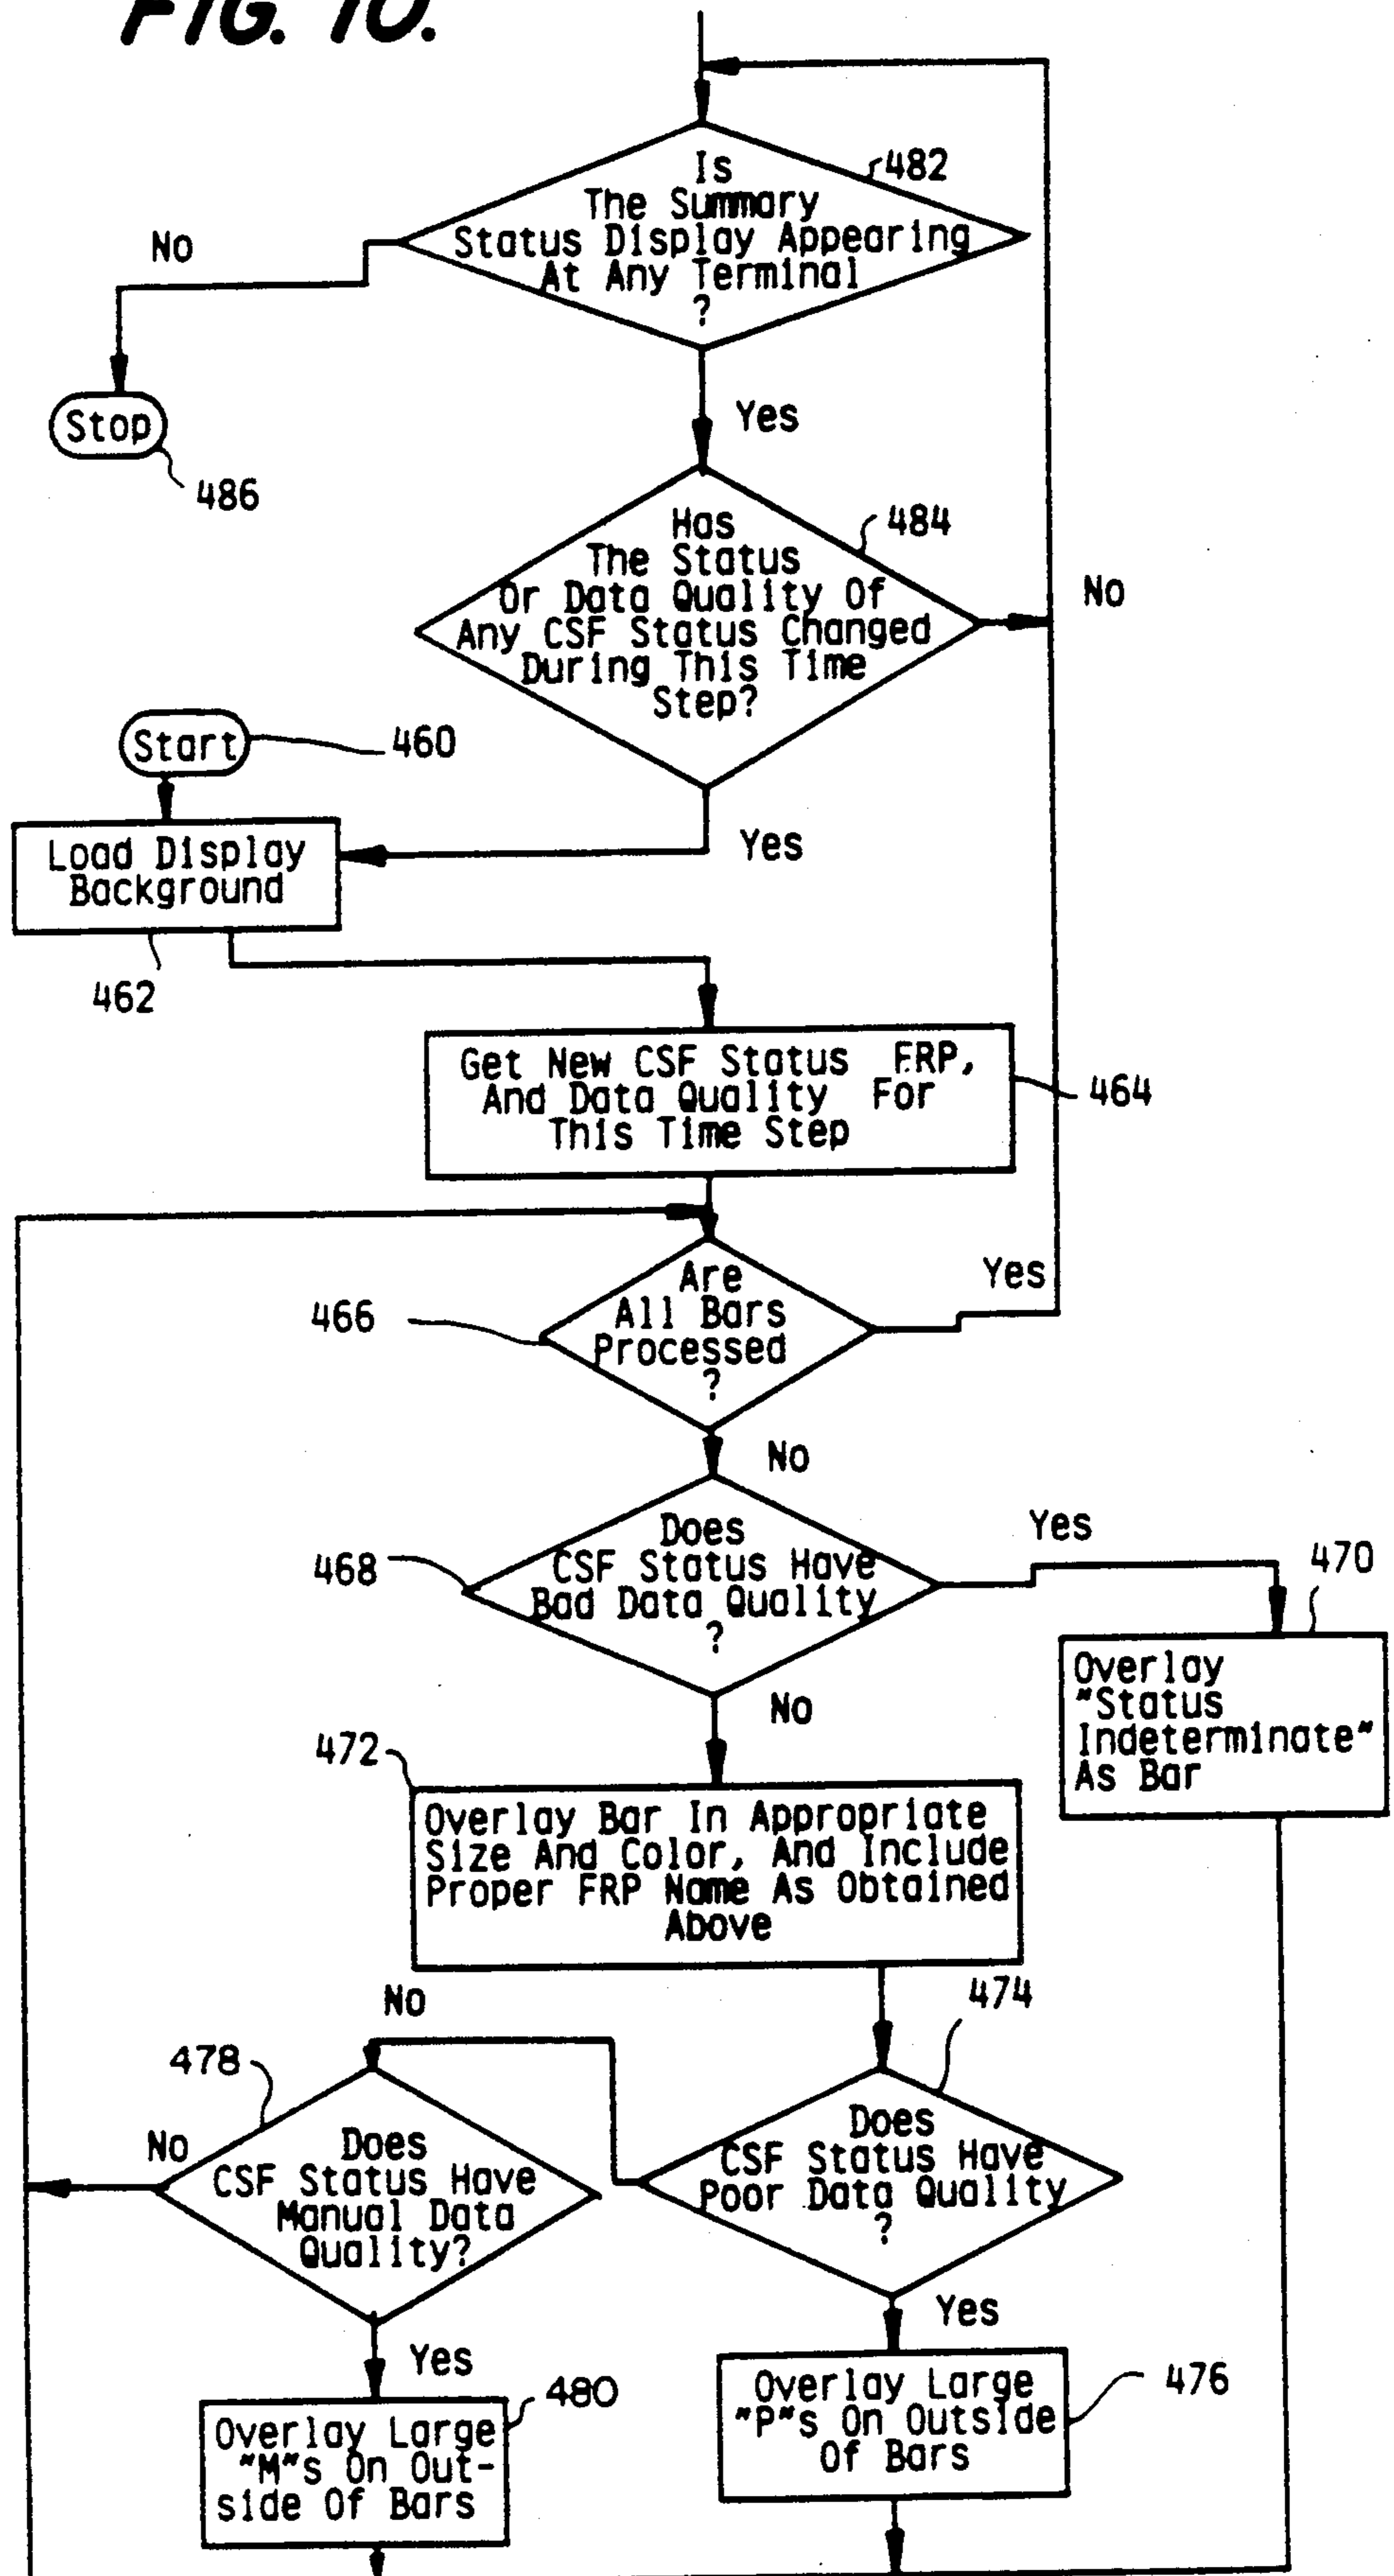 FIG. 10.
Is
The Summary
Status Display Appearing
At Any Terminal
?
482
No
Stop
486
Yes
Has
The Status
Or Data Quality Of
Any CSF Status Changed
During This Time
Step?
484
No
Start
460
Yes
Load Display
Background
462
Get New CSF Status FRP,
And Data Quality For
This Time Step
464
Are
All Bars
Processed
?
466
Yes
No
Does
CSF Status Have
Bad Data Quality
?
468
Yes
470
Overlay
"Status
Indeterminate"
As Bar
No
472
Overlay Bar In Appropriate
Size And Color, And Include
Proper FRP Name As Obtained
Above
474
No
478
No
Does
CSF Status Have
Manual Data
Quality?
Does
CSF Status Have
Poor Data Quality
?
Yes
Yes
480
Overlay Large
"M"s On Out-
side Of Bars
Overlay Large
"P"s On Outside
Of Bars
476